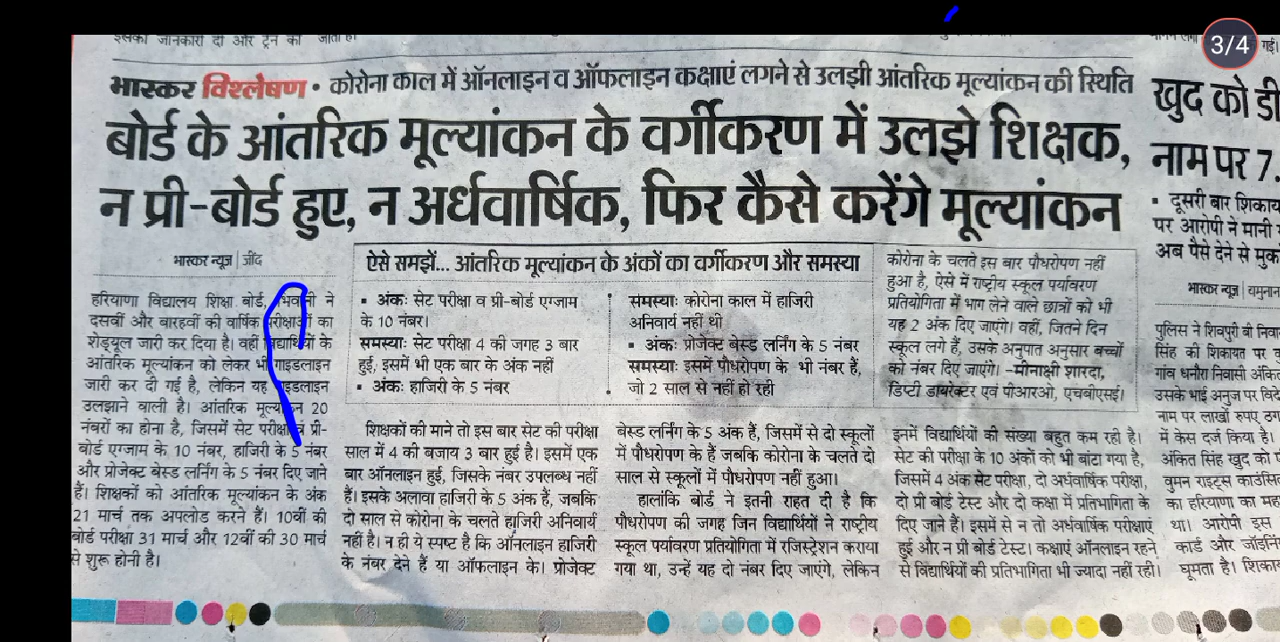 इसकी जानकारी दी और ट्रेन को जाता हो
3/4
गई।
भास्कर विश्लेषण • कोरोना काल में ऑनलाइन व ऑफलाइन कक्षाएं लगने से उलझी आंतरिक मूल्यांकन की स्थिति
बोर्ड के आंतरिक मूल्यांकन के वर्गीकरण में उलझे शिक्षक,
न प्री-बोर्ड हुए, न अर्धवार्षिक, फिर कैसे करेंगे मूल्यांकन
भास्कर न्यूज | जींद
हरियाणा विद्यालय शिक्षा बोर्ड, भिवानी ने
दसवीं और बारहवीं की वार्षिक परीक्षाओं का
शेड्यूल जारी कर दिया है। वहीं विद्यार्थियों के
आंतरिक मूल्यांकन को लेकर भी गाइडलाइन
जारी कर दी गई है, लेकिन यह गाइडलाइन
उलझाने वाली है। आंतरिक मूल्यांकन 20
नंबरों का होना है, जिसमें सेट परीक्षा व प्री-
बोर्ड एग्जाम के 10 नंबर, हाजिरी के 5 नंबर
और प्रोजेक्ट बेस्ड लर्निंग के 5 नंबर दिए जाने
हैं। शिक्षकों को आंतरिक मूल्यांकन के अंक
21 मार्च तक अपलोड करने हैं। 10वीं की
बोर्ड परीक्षा 31 मार्च और 12वीं की 30 मार्च
से शुरू होनी है।
ऐसे समझें... आंतरिक मूल्यांकन के अंकों का वर्गीकरण और समस्या
▪ अंक: सेट परीक्षा व प्री-बोर्ड एग्जाम
के 10 नंबर।
समस्या: सेट परीक्षा 4 की जगह 3 बार
हुई, इसमें भी एक बार के अंक नहीं
▪ अंक: हाजिरी के 5 नंबर
समस्या: कोरोना काल में हाजिरी
अनिवार्य नहीं थी
▪ अंक: प्रोजेक्ट बेस्ड लर्निंग के 5 नंबर
समस्या: इसमें पौधरोपण के भी नंबर हैं,
जो 2 साल से नहीं हो रही
कोरोना के चलते इस बार पौधरोपण नहीं
हुआ है, ऐसे में राष्ट्रीय स्कूल पर्यावरण
प्रतियोगिता में भाग लेने वाले छात्रों को भी
यह 2 अंक दिए जाएंगे। वहीं, जितने दिन
स्कूल लगे हैं, उसके अनुपात अनुसार बच्चों
को नंबर दिए जाएंगे। -मीनाक्षी शारदा,
डिप्टी डायरेक्टर एवं पीआरओ, एचबीएसई।
शिक्षकों की माने तो इस बार सेट की परीक्षा
साल में 4 की बजाय 3 बार हुई है। इसमें एक
बार ऑनलाइन हुई, जिसके नंबर उपलब्ध नहीं
हैं। इसके अलावा हाजिरी के 5 अंक हैं, जबकि
दो साल से कोरोना के चलते हाजिरी अनिवार्य
नहीं है। न ही ये स्पष्ट है कि ऑनलाइन हाजिरी
के नंबर देने हैं या ऑफलाइन के। प्रोजेक्ट
बेस्ड लर्निंग के 5 अंक हैं, जिसमें से दो स्कूलों
में पौधरोपण के हैं जबकि कोरोना के चलते दो
साल से स्कूलों में पौधरोपण नहीं हुआ।
हालांकि बोर्ड ने इतनी राहत दी है कि
पौधरोपण की जगह जिन विद्यार्थियों ने राष्ट्रीय
स्कूल पर्यावरण प्रतियोगिता में रजिस्ट्रेशन कराया
गया था, उन्हें यह दो नंबर दिए जाएंगे, लेकिन
इनमें विद्यार्थियों की संख्या बहुत कम रही है।
सेट की परीक्षा के 10 अंकों को भी बांटा गया है,
जिसमें 4 अंक सेट परीक्षा, दो अर्धवार्षिक परीक्षा,
दो प्री बोर्ड टेस्ट और दो कक्षा में प्रतिभागिता के
दिए जाने हैं। इसमें से न तो अर्धवार्षिक परीक्षाएं
हुई और न प्री बोर्ड टेस्ट। कक्षाएं ऑनलाइन रहने
से विद्यार्थियों की प्रतिभागिता भी ज्यादा नहीं रही।
खुद को डी
नाम पर 7.
▪ दूसरी बार शिकाय
पर आरोपी ने मानी
अब पैसे देने से मुक
भास्कर न्यूज | यमुनान
पुलिस ने शिवपुरी बी निवा
सिंह की शिकायत पर
गांव धनौरा निवासी अंकित
उसके भाई अनुज पर विदे
नाम पर लाखों रुपए ठग
में केस दर्ज किया है।
अंकित सिंह खुद को
वुमन राइट्स काउंसिल
का हरियाणा का मह
था। आरोपी इस
कार्ड और जॉइनिं
घूमता है। शिकाय